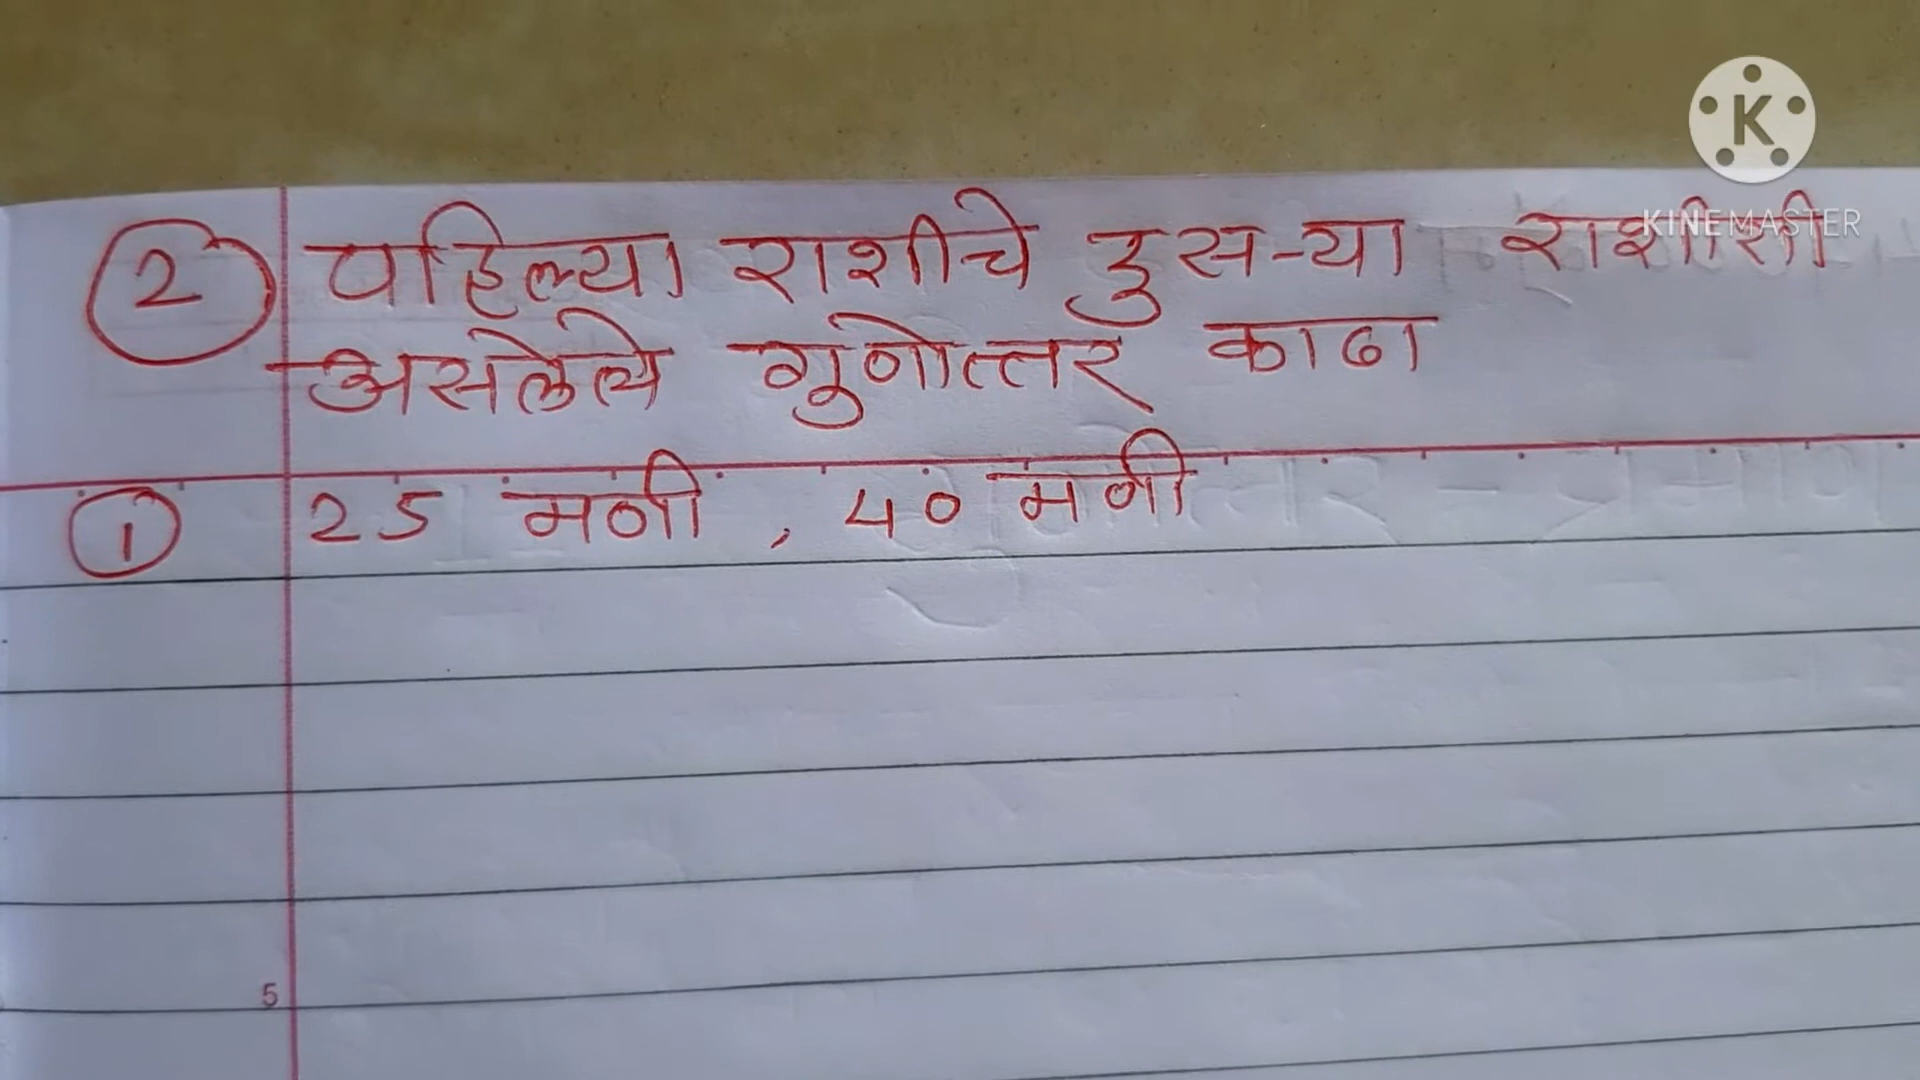 K
KINEMASTER
2 पहिल्या राशीचे दुसऱ्या राशीशी
असलेले गुणोत्तर काढा
1 25 मणी , 40 मणी
5